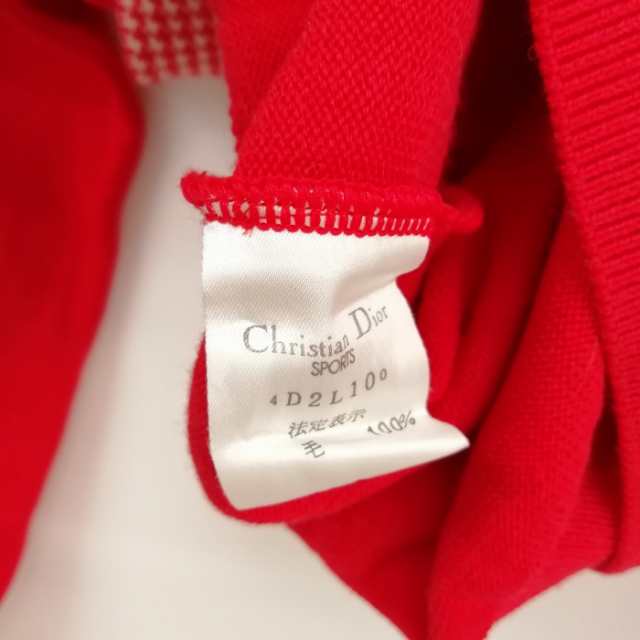 Christian Dior
SPORTS
4D2L100
法定表示
毛 100%